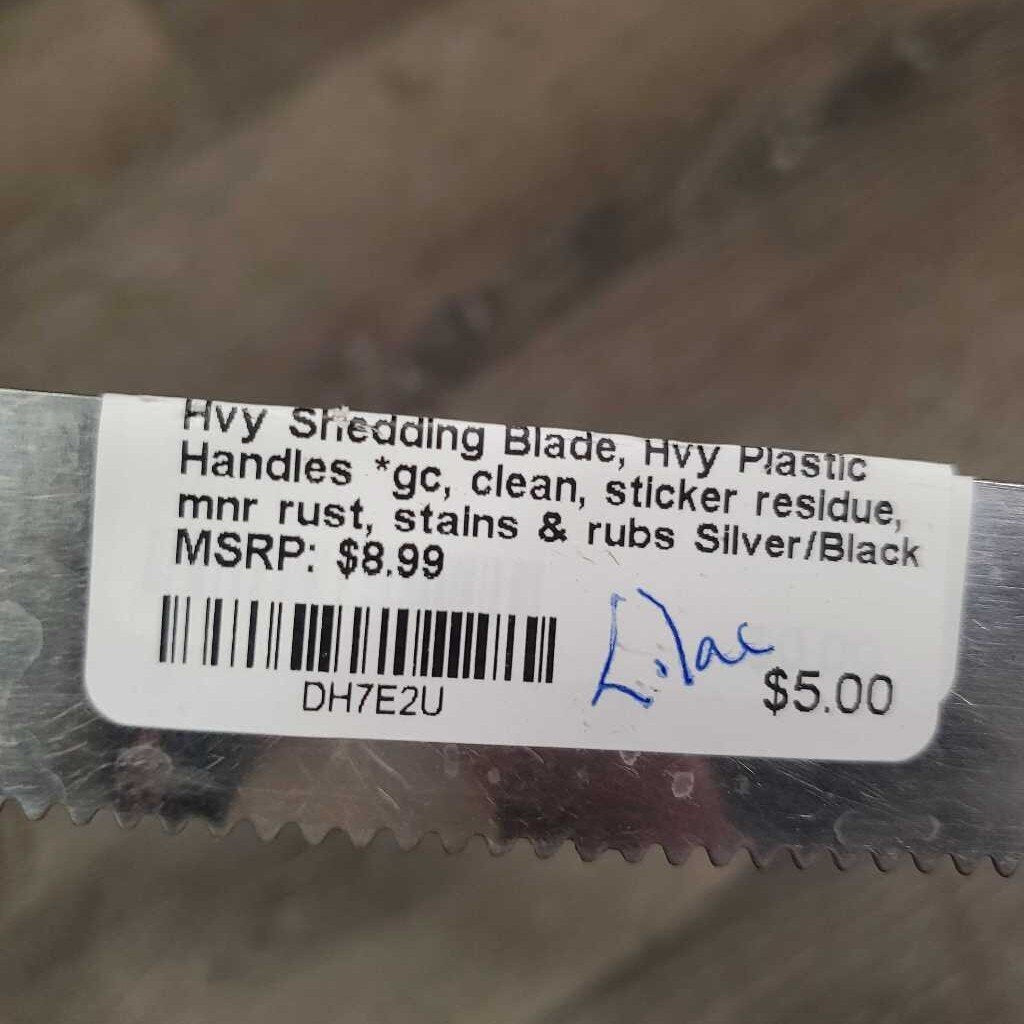 Hvy Shedding Blade, Hvy Plastic
Handles *gc, clean, sticker residue,
mnr rust, stains & rubs Silver/Black
MSRP: $8.99
Lilac
$5.00
DH7E2U